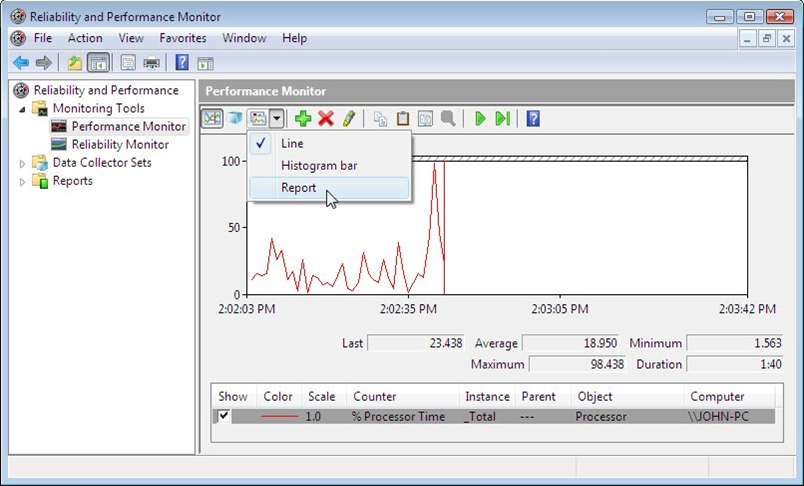 Reliability and Performance Monitor
File Action View Favorites Window Help
Reliability and Performance
Monitoring Tools
Performance Monitor
Reliability Monitor
Data Collector Sets
Reports
Performance Monitor
Line
Histogram bar
Report
100
50
0
2:02:03 PM 2:02:35 PM 2:03:05 PM 2:03:42 PM
Last 23.438 Average 18.950 Minimum 1.563
Maximum 98.438 Duration 1:40
Show Color Scale Counter Instance Parent Object Computer
1.0 % Processor Time _Total --- Processor \\JOHN-PC